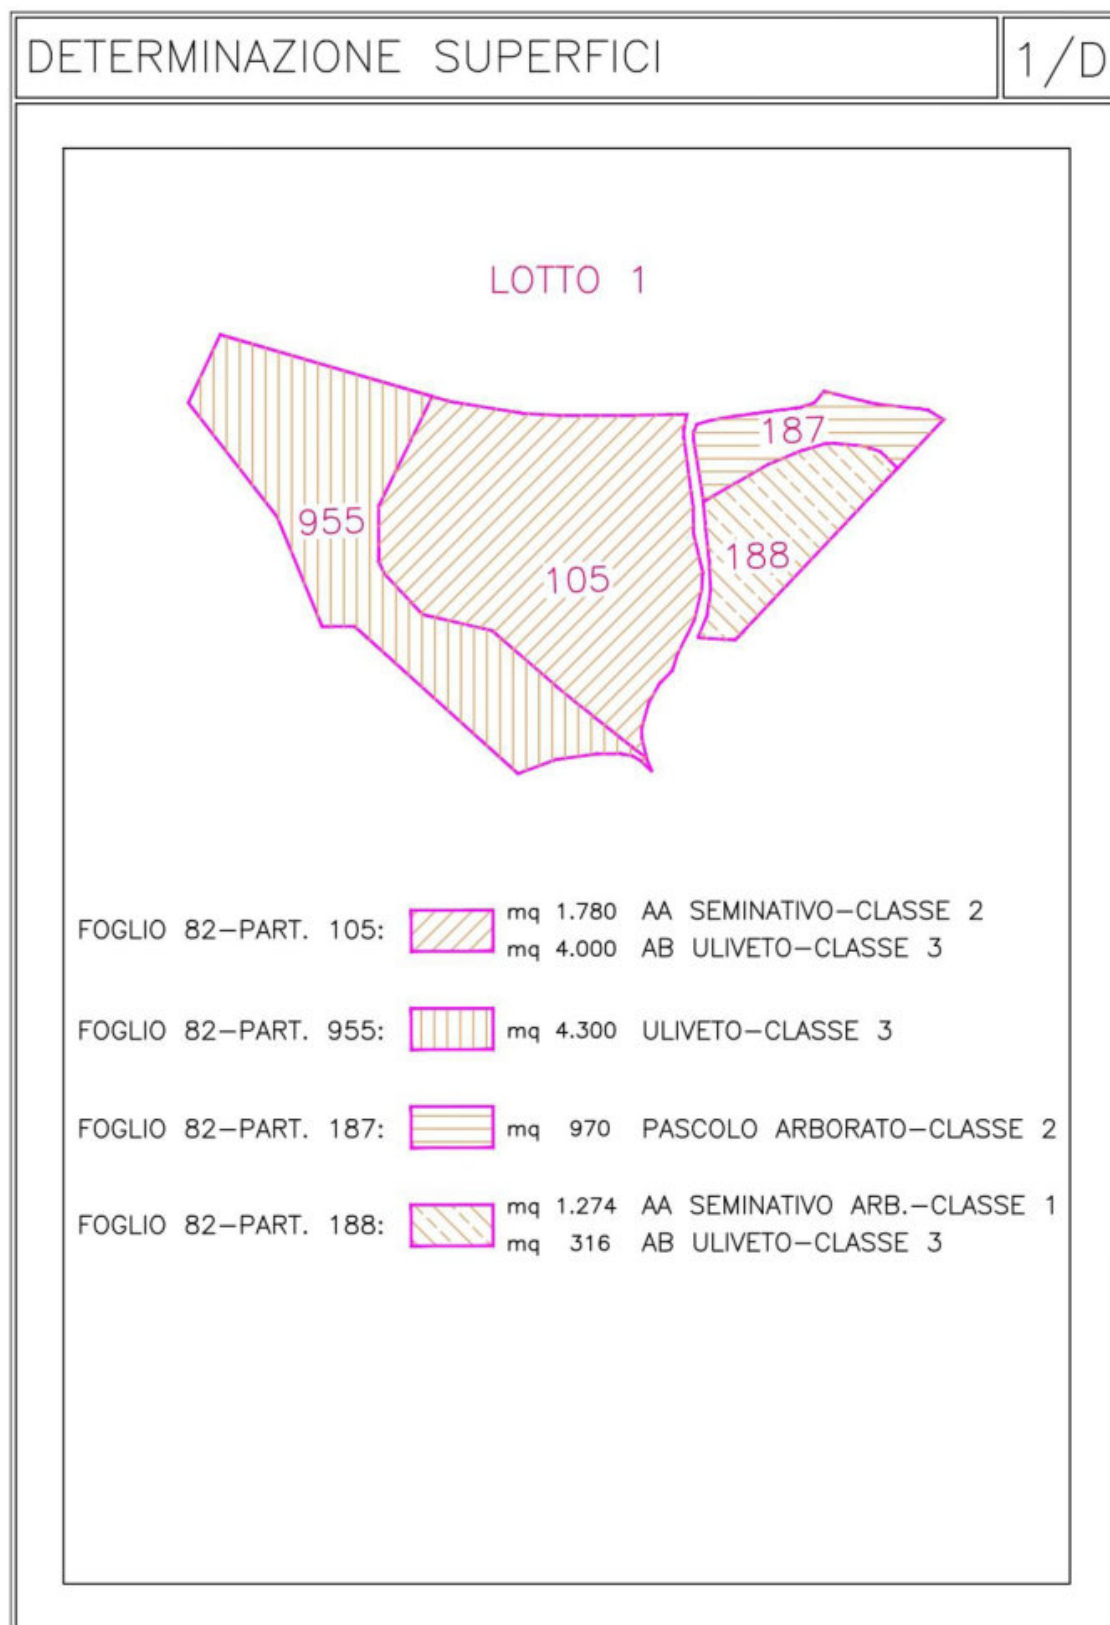 DETERMINAZIONE SUPERFICI 1/D
LOTTO 1
187
955
188
105
FOGLIO 82-PART. 105: mq 1.780 AA SEMINATIVO-CLASSE 2
mq 4.000 AB ULIVETO-CLASSE 3
FOGLIO 82-PART. 955: mq 4.300 ULIVETO-CLASSE 3
FOGLIO 82-PART. 187: mq 970 PASCOLO ARBORATO-CLASSE 2
FOGLIO 82-PART. 188: mq 1.274 AA SEMINATIVO ARB.-CLASSE 1
mq 316 AB ULIVETO-CLASSE 3